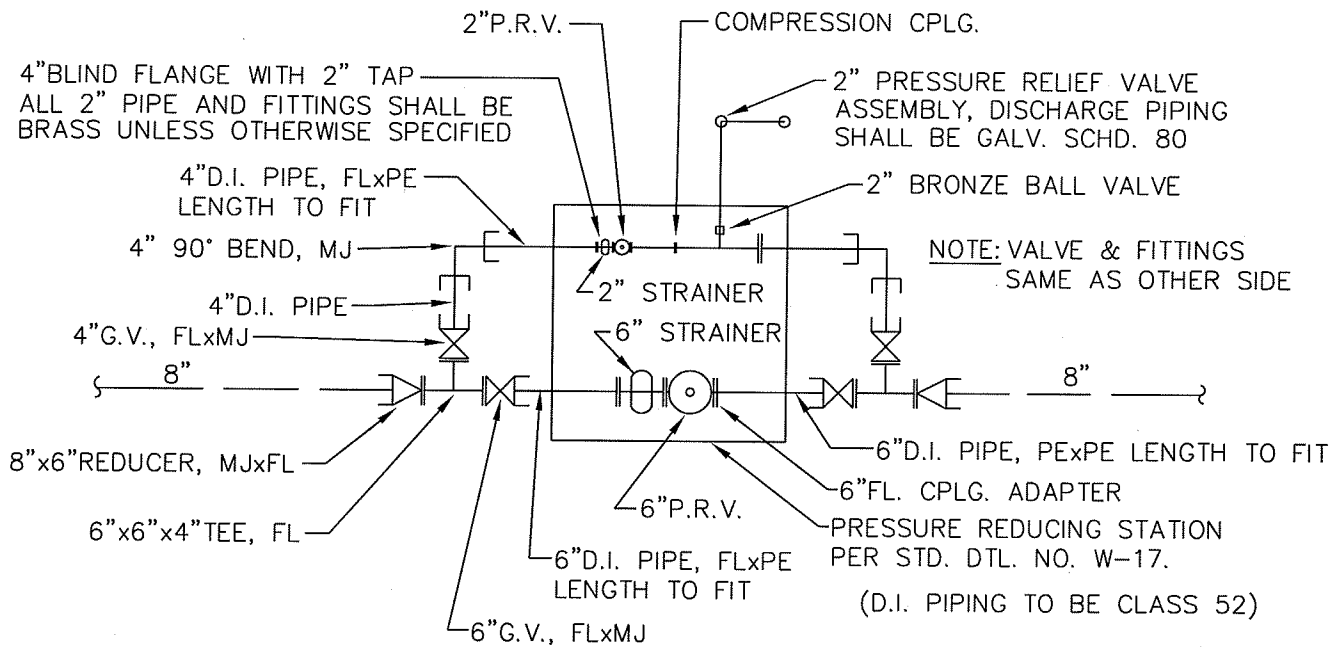 2"P.R.V.
COMPRESSION CPLG.
4"BLIND FLANGE WITH 2" TAP
ALL 2" PIPE AND FITTINGS SHALL BE
BRASS UNLESS OTHERWISE SPECIFIED
2" PRESSURE RELIEF VALVE
ASSEMBLY, DISCHARGE PIPING
SHALL BE GALV. SCHD. 80
4"D.I. PIPE, FLxPE
LENGTH TO FIT
2" BRONZE BALL VALVE
4" 90° BEND, MJ
NOTE: VALVE & FITTINGS
SAME AS OTHER SIDE
2" STRAINER
4"D.I. PIPE
6" STRAINER
4"G.V., FLxMJ
8"
8"
8"x6"REDUCER, MJxFL
6"D.I. PIPE, PExPE LENGTH TO FIT
6"FL. CPLG. ADAPTER
6"P.R.V.
6"x6"x4"TEE, FL
PRESSURE REDUCING STATION
PER STD. DTL. NO. W-17.
6"D.I. PIPE, FLxPE
LENGTH TO FIT
(D.I. PIPING TO BE CLASS 52)
6"G.V., FLxMJ